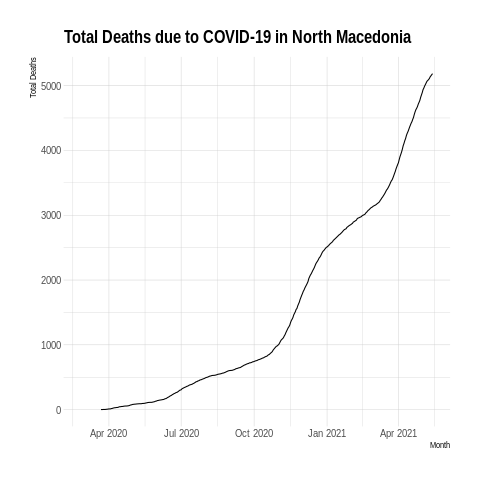 Total Deaths due to COVID-19 in North Macedonia
Total Deaths
5000
4000
3000
2000
1000
0
Apr 2020 Jul 2020 Oct 2020 Jan 2021 Apr 2021
Month